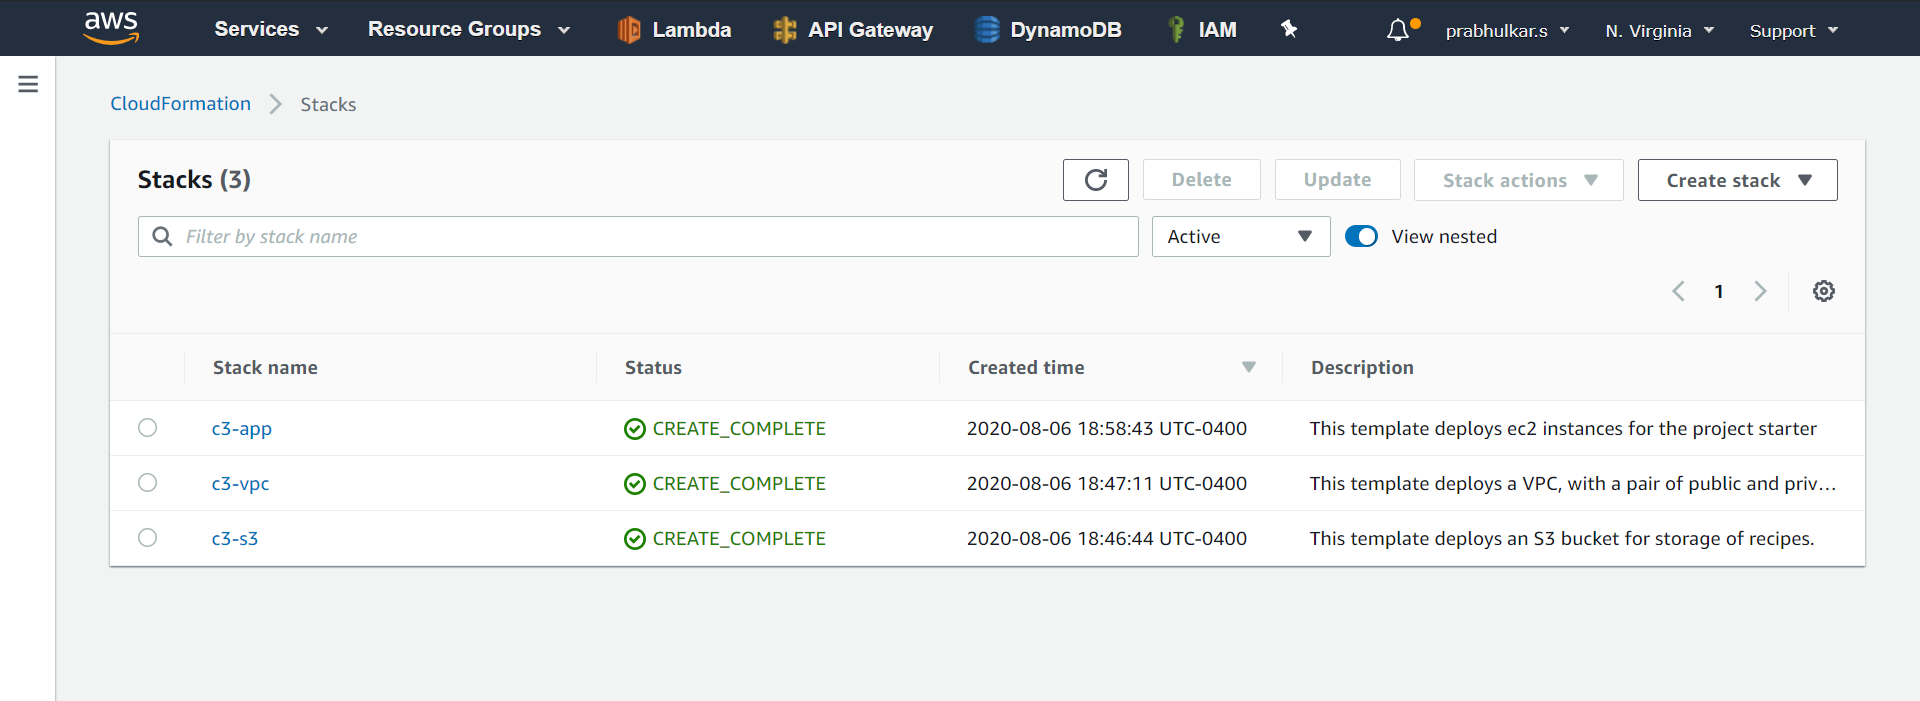 aws Services Resource Groups Lambda API Gateway DynamoDB IAM prabhulkar.s N. Virginia Support
CloudFormation Stacks
Stacks (3) Delete Update Stack actions Create stack
Filter by stack name Active View nested
1
Stack name Status Created time Description
c3-app CREATE_COMPLETE 2020-08-06 18:58:43 UTC-0400 This template deploys ec2 instances for the project starter
c3-vpc CREATE_COMPLETE 2020-08-06 18:47:11 UTC-0400 This template deploys a VPC, with a pair of public and priv…
c3-s3 CREATE_COMPLETE 2020-08-06 18:46:44 UTC-0400 This template deploys an S3 bucket for storage of recipes.